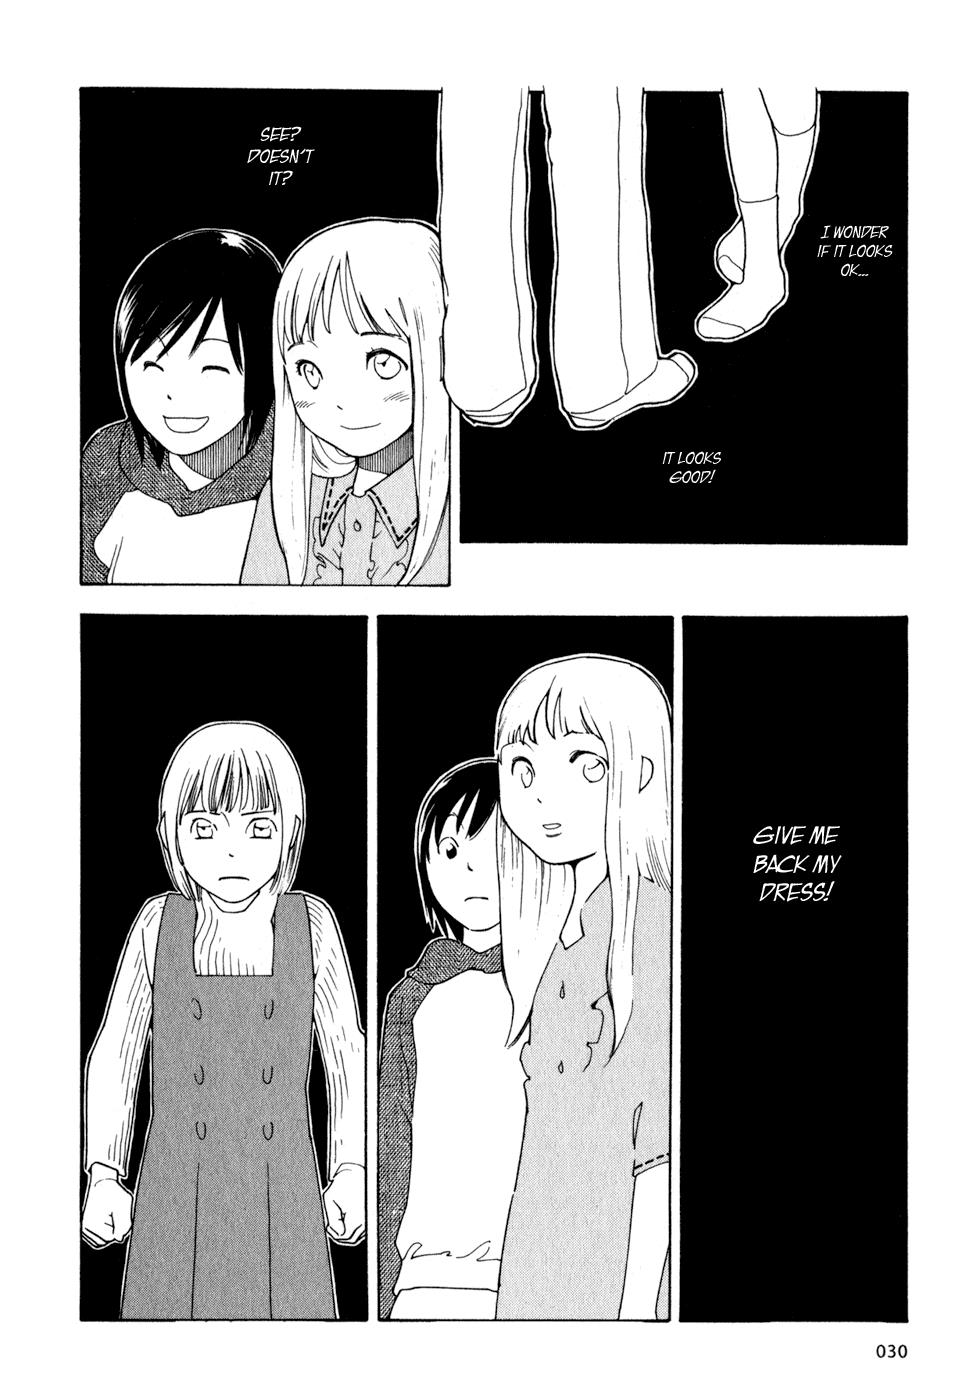 I WONDER
IF IT LOOKS
OK...
IT LOOKS
GOOD!
SEE?
DOESN'T
IT?
GIVE ME
BACK MY
DRESS!
030